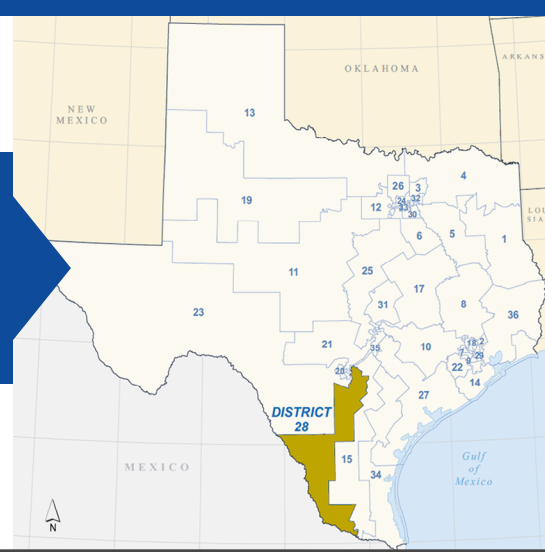 OKLAHOMA
ARKANS
NEW
MEXICO
13
4
26
3
32
24
33
12
30
19
6
5
1
11
25
17
31
8
36
23
21
35
10
18
2
7
29
9
22
20
14
27
DISTRICT
28
LOU
SIA
15
34
MEXICO
Gulf
of
Mexico
N